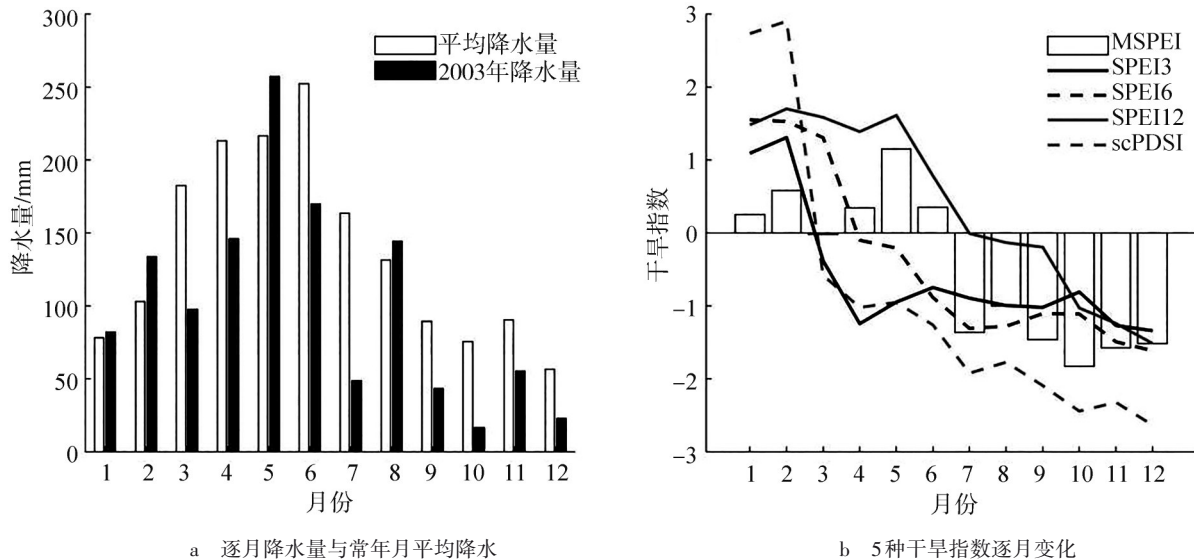 300
250
200
150
100
50
0
降水量/mm
平均降水量
2003年降水量
1 2 3 4 5 6 7 8 9 10 11 12
月份
a 逐月降水量与常年月平均降水
3
2
1
0
−1
−2
−3
干旱指数
MSPEI
SPEI3
SPEI6
SPEI12
scPDSI
1 2 3 4 5 6 7 8 9 10 11 12
月份
b 5种干旱指数逐月变化